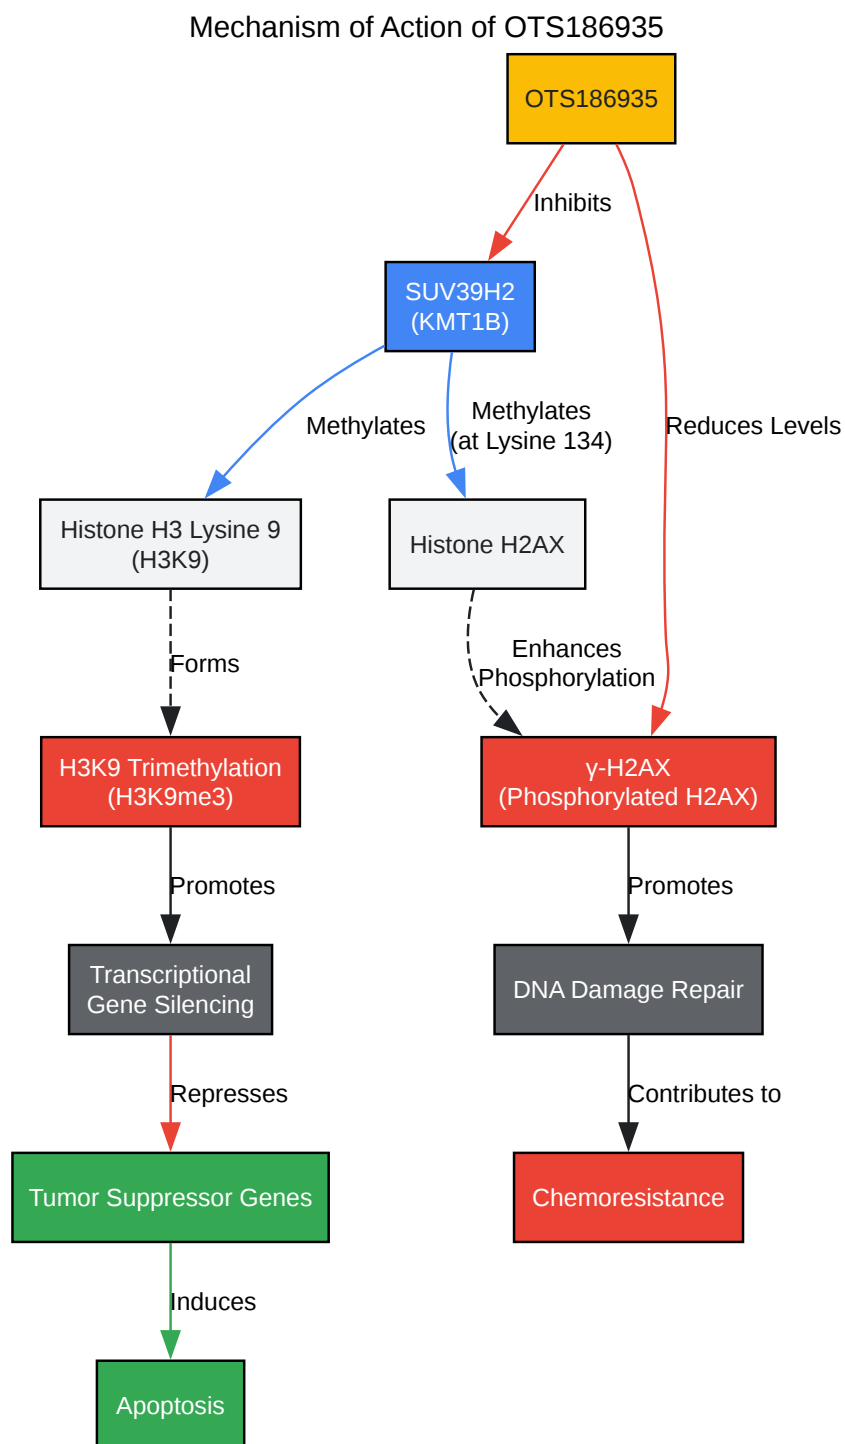 Mechanism of Action of OTS186935
OTS186935
Inhibits
SUV39H2
(KMT1B)
Methylates
Methylates
(at Lysine 134)
Reduces Levels
Histone H3 Lysine 9
(H3K9)
Histone H2AX
Forms
Enhances
Phosphorylation
H3K9 Trimethylation
(H3K9me3)
γ-H2AX
(Phosphorylated H2AX)
Promotes
Promotes
Transcriptional
Gene Silencing
DNA Damage Repair
Represses
Contributes to
Tumor Suppressor Genes
Chemoresistance
Induces
Apoptosis